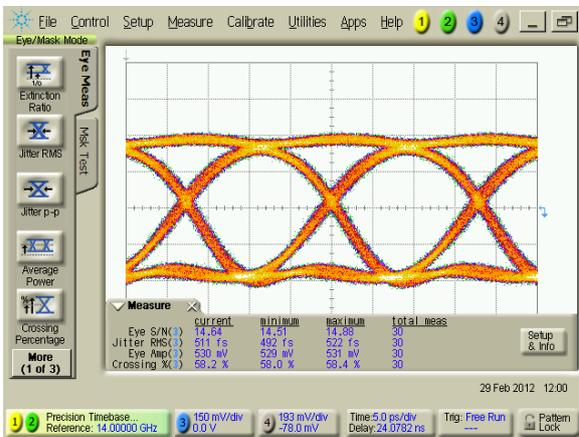 File Control Setup Measure Calibrate Utilities Apps Help 1 2 3 4
Eye/Mask Mode
Eye Meas
Msk Test
Extinction
Ratio
Jitter RMS
Jitter p-p
Average
Power
Crossing
Percentage
More
(1 of 3)
Measure
current minimum maximum total meas
Eye S/N(3) 14.64 14.51 14.88 30
Jitter RMS(3) 511 fs 492 fs 522 fs 30
Eye Amp(3) 530 mV 529 mV 531 mV 30
Crossing %(3) 58.2 % 58.0 % 58.4 % 30
Setup
& Info
29 Feb 2012 12:00
1 2 Precision Timebase...
Reference: 14.00000 GHz
3 150 mV/div
0.0 V
4 193 mV/div
-78.0 mV
Time:5.0 ps/div
Delay:24.0782 ns
Trig: Free Run
---
Pattern
Lock